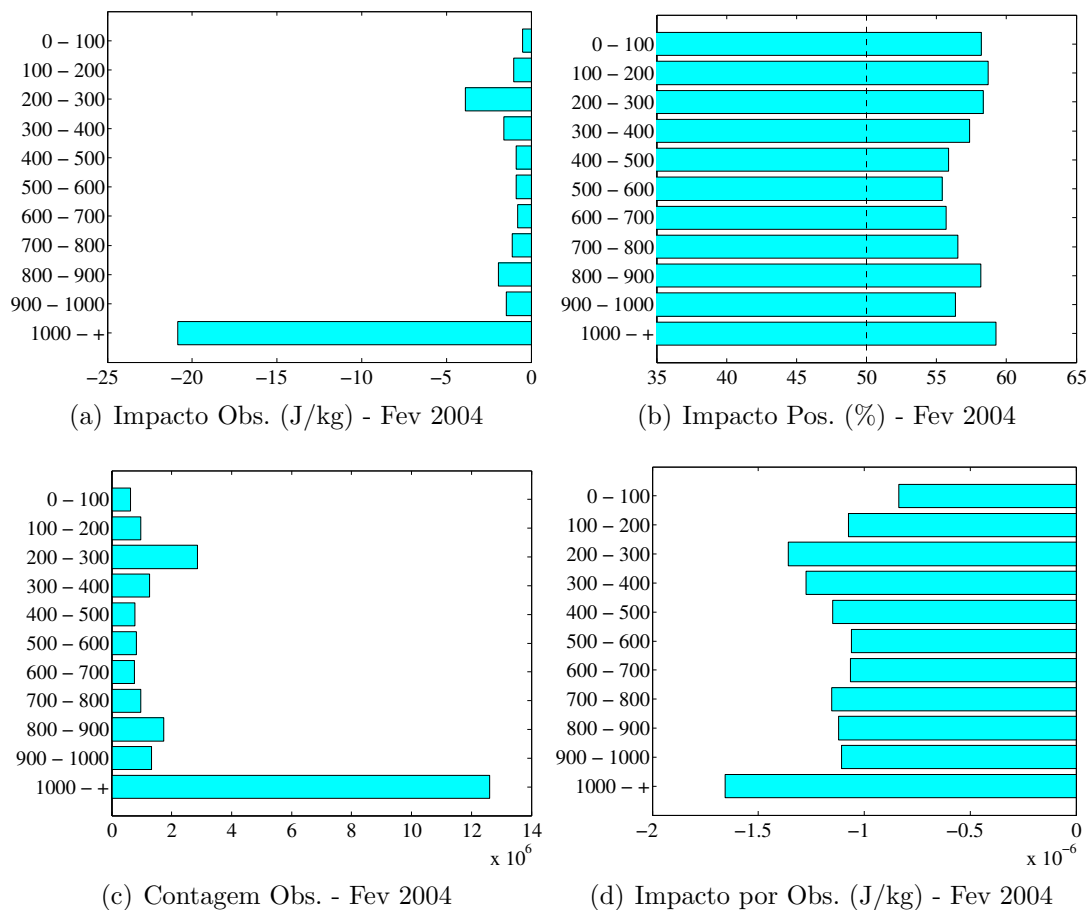 0 – 100
100 – 200
200 – 300
300 – 400
400 – 500
500 – 600
600 – 700
700 – 800
800 – 900
900 – 1000
1000 – +
−25 −20 −15 −10 −5 0
(a) Impacto Obs. (J/kg) - Fev 2004
0 – 100
100 – 200
200 – 300
300 – 400
400 – 500
500 – 600
600 – 700
700 – 800
800 – 900
900 – 1000
1000 – +
35 40 45 50 55 60 65
(b) Impacto Pos. (%) - Fev 2004
0 – 100
100 – 200
200 – 300
300 – 400
400 – 500
500 – 600
600 – 700
700 – 800
800 – 900
900 – 1000
1000 – +
0 2 4 6 8 10 12 14
x 10^6
(c) Contagem Obs. - Fev 2004
0 – 100
100 – 200
200 – 300
300 – 400
400 – 500
500 – 600
600 – 700
700 – 800
800 – 900
900 – 1000
1000 – +
−2 −1.5 −1 −0.5 0
x 10^−6
(d) Impacto por Obs. (J/kg) - Fev 2004